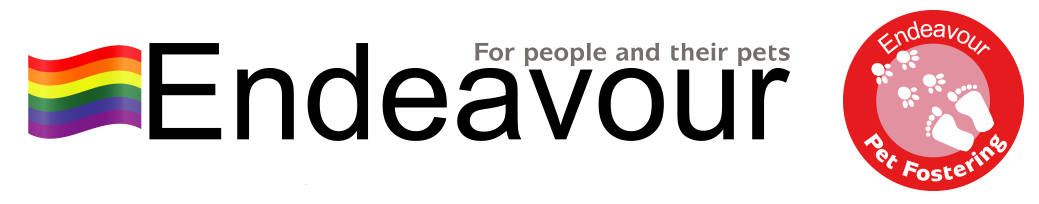 For people and their pets
Endeavour
Endeavour
Pet Fostering